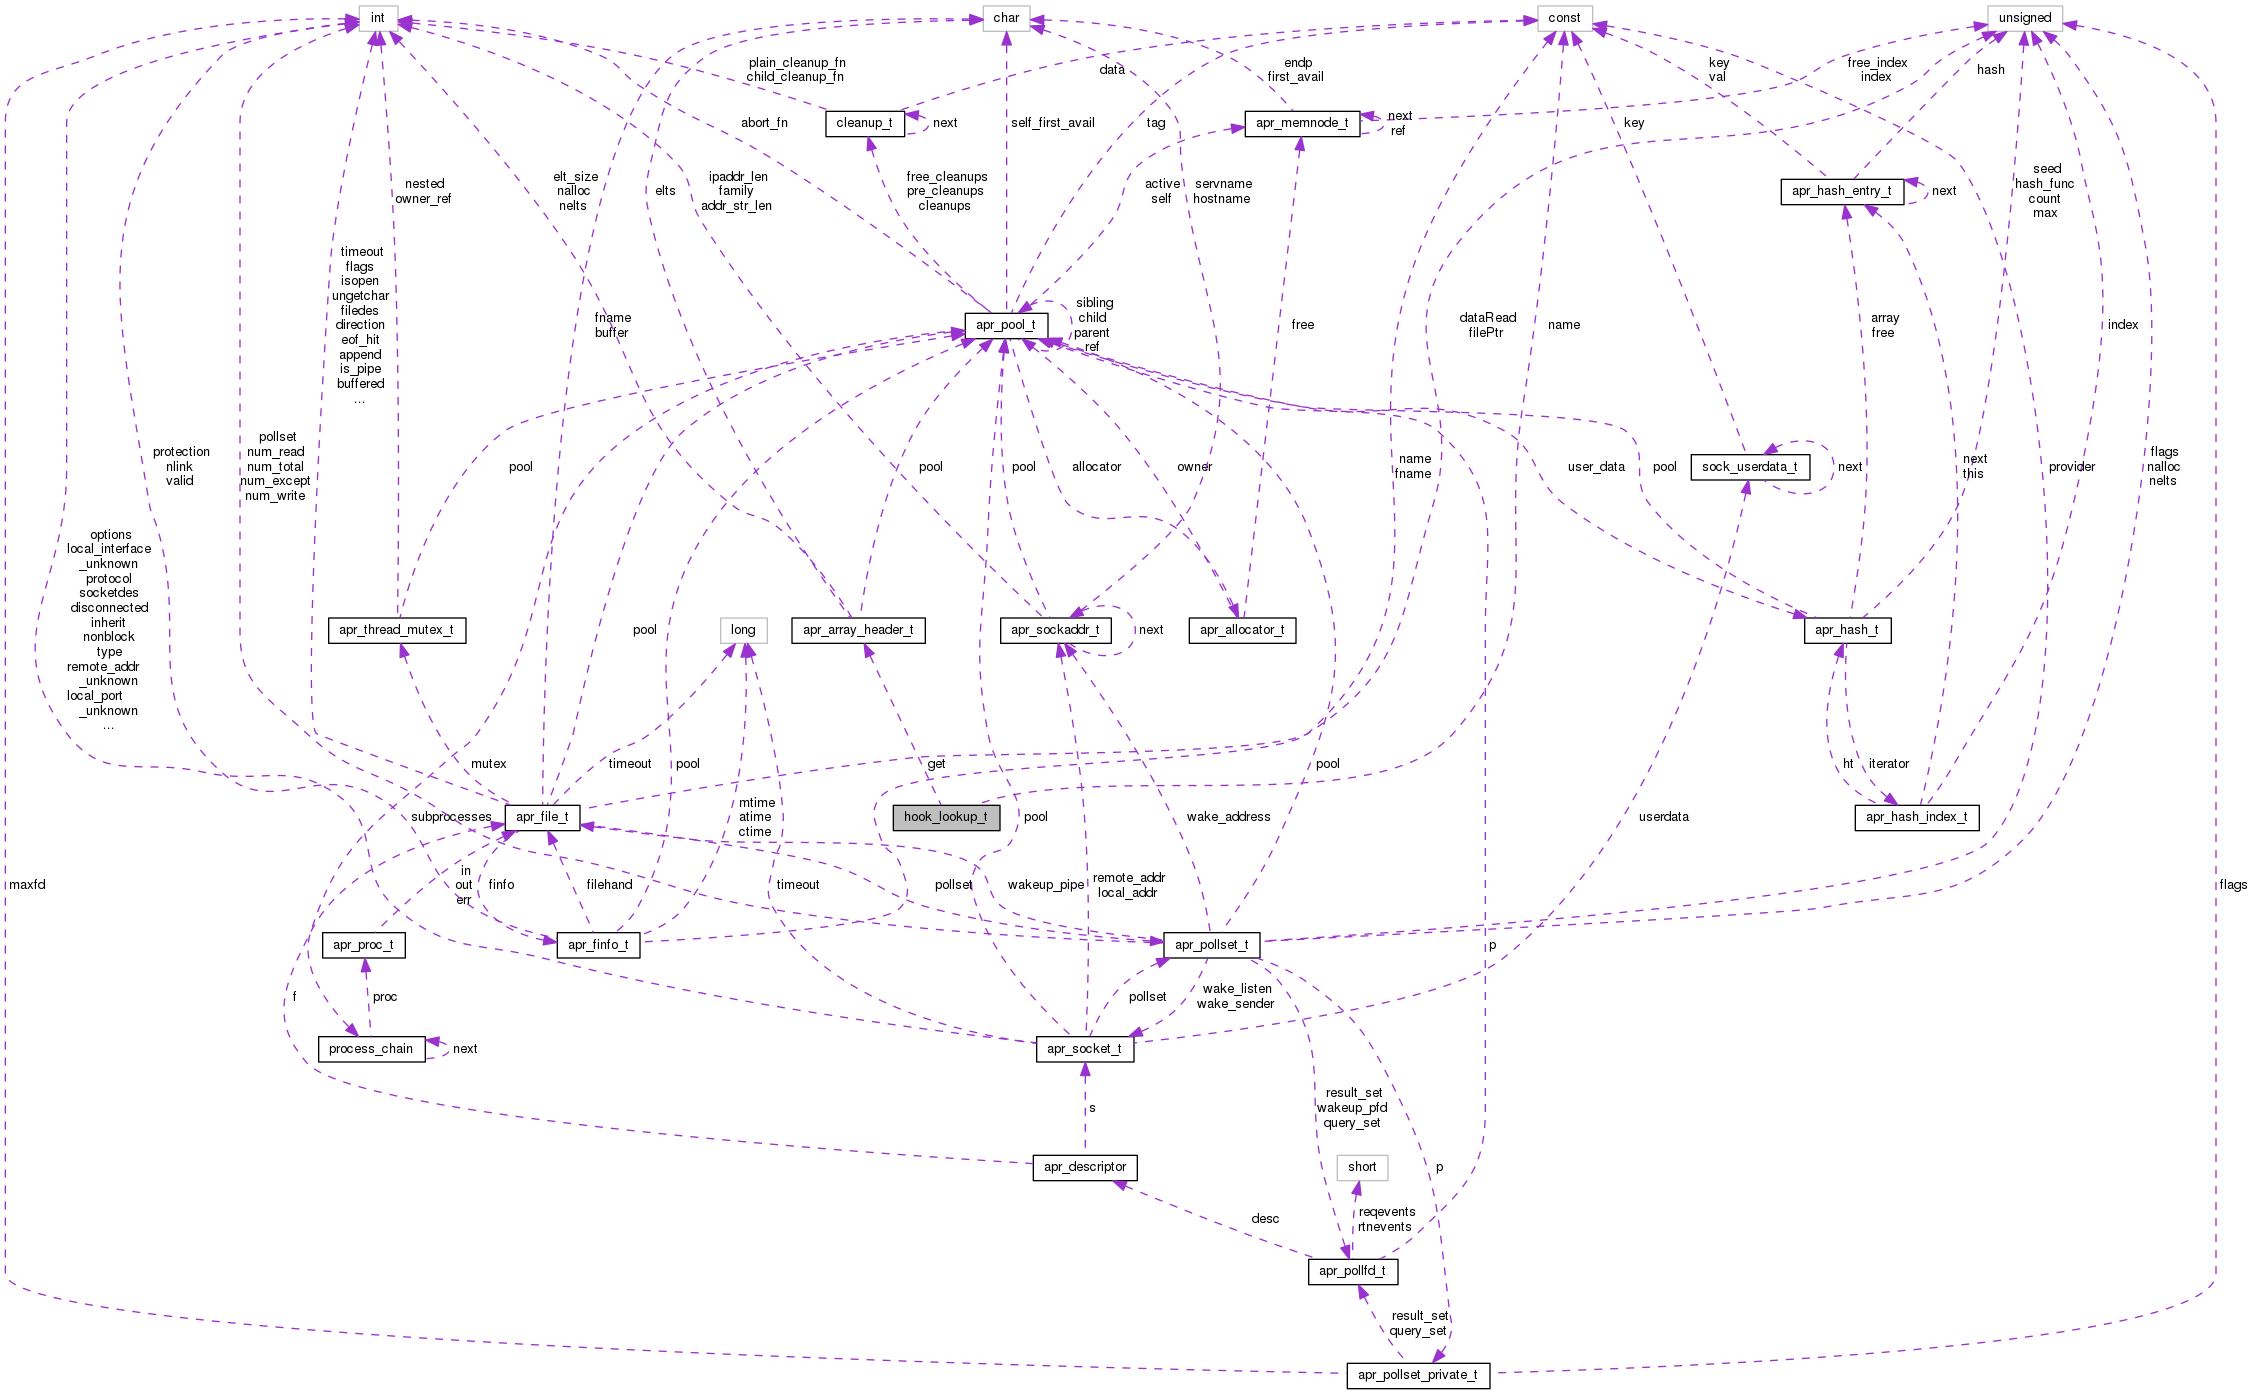 int
char
const
unsigned
plain_cleanup_fn
child_cleanup_fn
data
endp
first_avail
key
val
free_index
index
hash
cleanup_t
next
abort_fn
self_first_avail
tag
apr_memnode_t
next
ref
key
nested
owner_ref
elt_size
nalloc
nelts
elts
ipaddr_len
family
addr_str_len
free_cleanups
pre_cleanups
cleanups
active
self
servname
hostname
apr_hash_entry_t
next
seed
hash_func
count
max
timeout
flags
isopen
ungetchar
filedes
direction
eof_hit
append
is_pipe
buffered
...
fname
buffer
apr_pool_t
sibling
child
parent
ref
free
dataRead
filePtr
name
array
free
index
protection
nlink
valid
pollset
num_read
num_total
num_except
num_write
pool
pool
pool
allocator
owner
name
fname
user_data
pool
sock_userdata_t
next
next
this
provider
flags
nalloc
nelts
options
local_interface
_unknown
protocol
socketdes
disconnected
inherit
nonblock
type
remote_addr
_unknown
local_port
_unknown
...
apr_thread_mutex_t
pool
long
apr_array_header_t
apr_sockaddr_t
next
apr_allocator_t
apr_hash_t
mutex
timeout
pool
get
pool
ht
iterator
subprocesses
apr_file_t
mtime
atime
ctime
hook_lookup_t
pool
wake_address
userdata
apr_hash_index_t
maxfd
in
out
err
finfo
filehand
timeout
pollset
wakeup_pipe
remote_addr
local_addr
flags
apr_proc_t
apr_finfo_t
apr_pollset_t
p
f
proc
pollset
wake_listen
wake_sender
process_chain
next
apr_socket_t
s
result_set
wakeup_pfd
query_set
apr_descriptor
short
p
desc
reqevents
rtnevents
apr_pollfd_t
result_set
query_set
apr_pollset_private_t